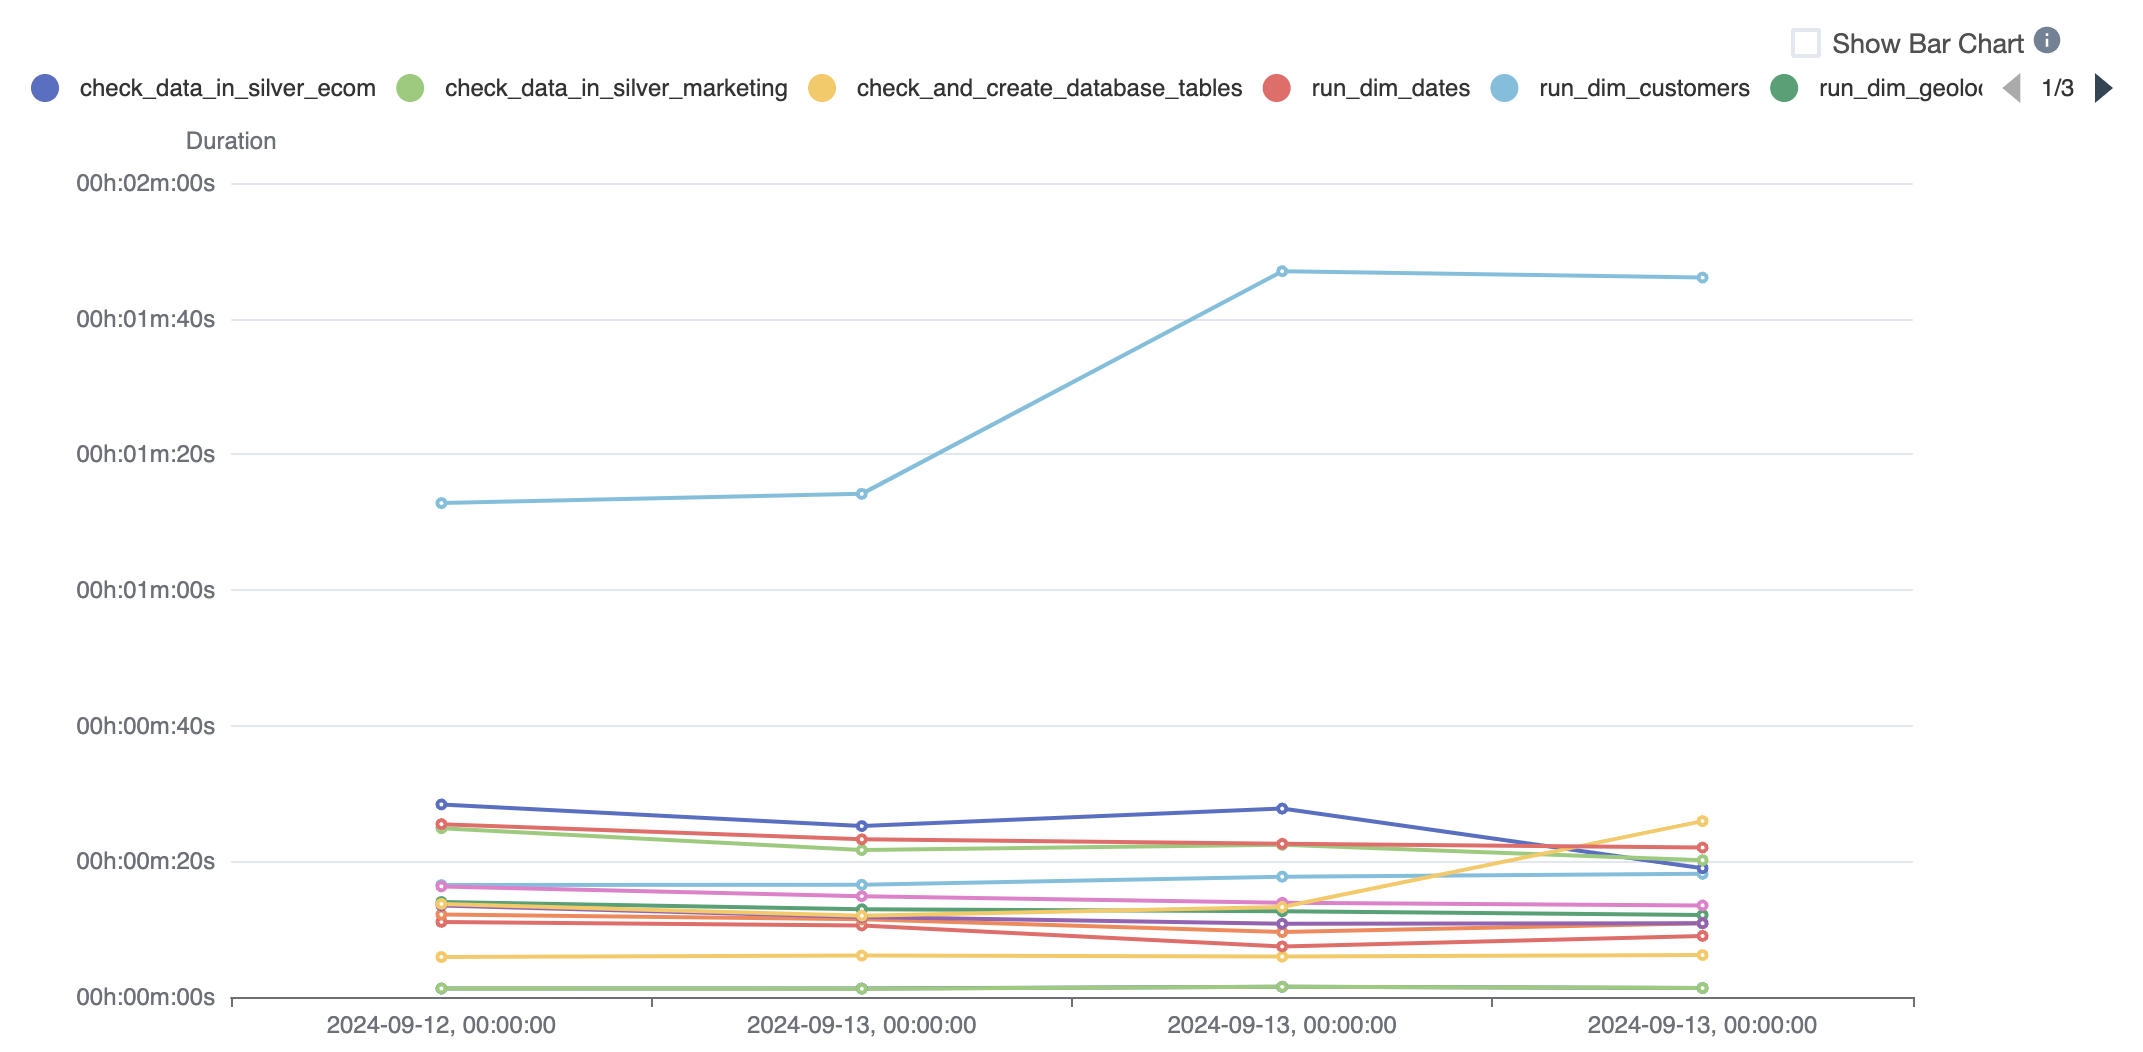 Show Bar Chart
check_data_in_silver_ecom check_data_in_silver_marketing check_and_create_database_tables run_dim_dates run_dim_customers run_dim_geoloc 1/3
Duration
00h:02m:00s
00h:01m:40s
00h:01m:20s
00h:01m:00s
00h:00m:40s
00h:00m:20s
00h:00m:00s
2024-09-12, 00:00:00 2024-09-13, 00:00:00 2024-09-13, 00:00:00 2024-09-13, 00:00:00